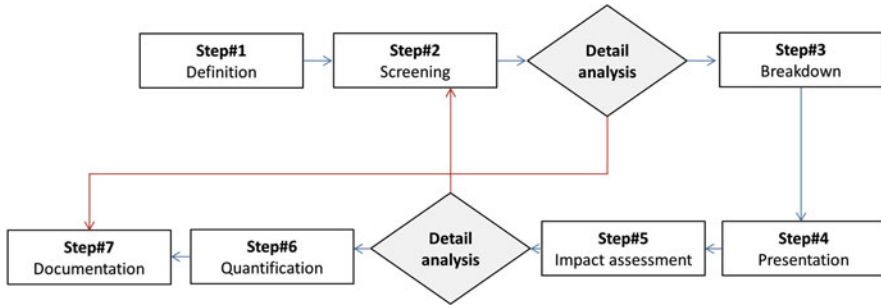 Step#1
Definition
Step#2
Screening
Detail
analysis
Step#3
Breakdown
Step#4
Presentation
Step#5
Impact assessment
Detail
analysis
Step#6
Quantification
Step#7
Documentation